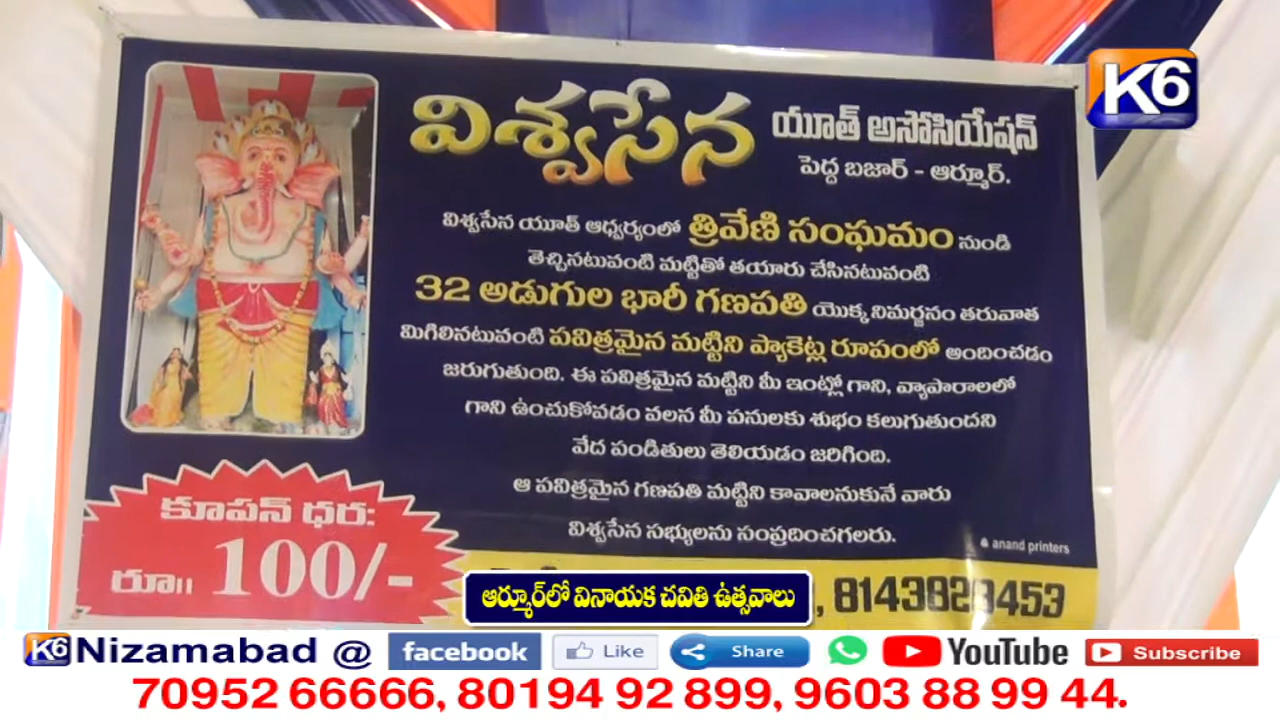 K6
విశ్వసేన యూత్ అసోసియేషన్
పెద్ద బజార్ - ఆర్మూర్.
విశ్వసేన యూత్ ఆధ్వర్యంలో త్రివేణి సంఘమం నుండి
తెచ్చినటువంటి మట్టితో తయారు చేసినటువంటి
32 అడుగుల భారీ గణపతి యొక్క నిమర్జనం తరువాత
మిగిలినటువంటి పవిత్రమైన మట్టిని ప్యాకెట్ల రూపంలో అందించడం
జరుగుతుంది. ఈ పవిత్రమైన మట్టిని మీ ఇంట్లో గాని, వ్యాపారాలలో
గాని ఉంచుకోవడం వలన మీ పనులకు శుభం కలుగుతుందని
వేద పండితులు తెలియడం జరిగింది.
ఆ పవిత్రమైన గణపతి మట్టిని కావాలనుకునే వారు
విశ్వసేన సభ్యులను సంప్రదించగలరు.
anand printers
కూపన్ ధర:
రూ॥ 100/-
, 8143823453
ఆర్మూర్‌లో వినాయక చవితి ఉత్సవాలు
K6 Nizamabad @ facebook Like Share YouTube Subscribe
70952 66666, 80194 92 899, 9603 88 99 44.